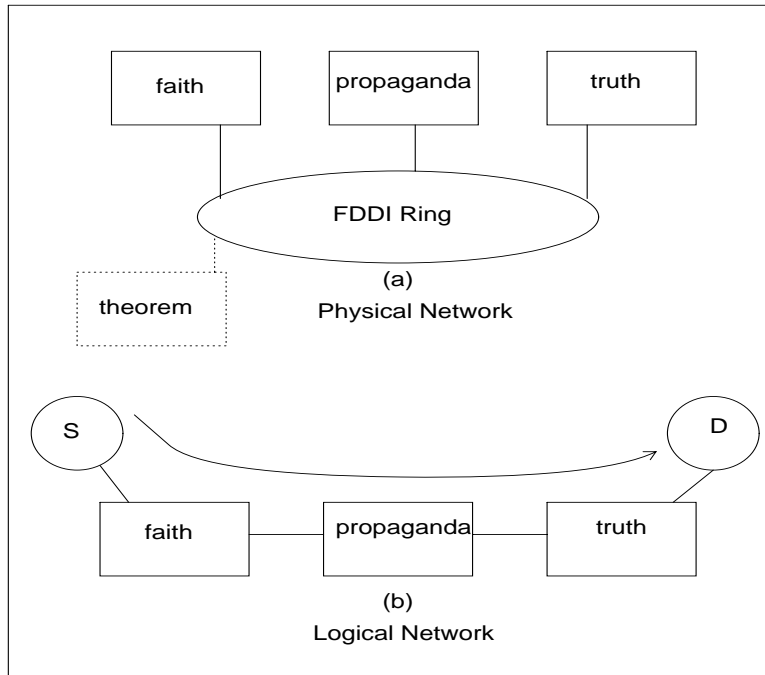 faith
propaganda
truth
FDDI Ring
theorem
(a)
Physical Network
S
D
faith
propaganda
truth
(b)
Logical Network